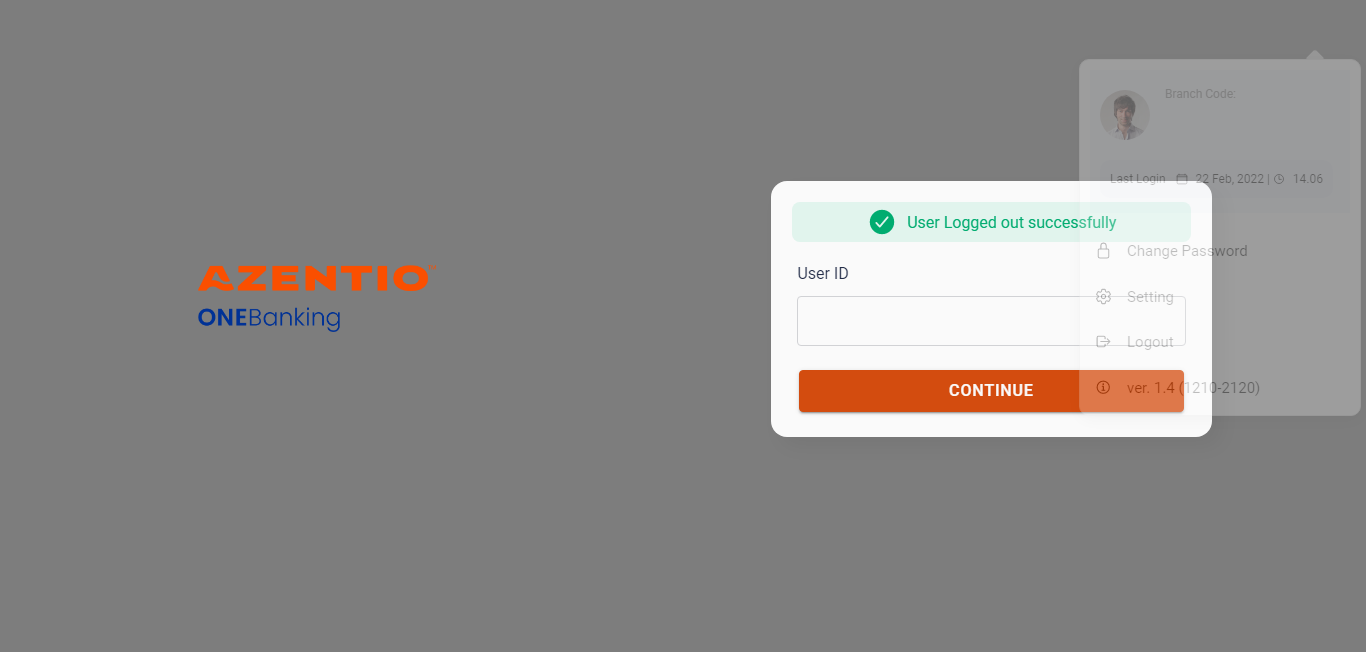 AZENTIO
ONEBanking
Branch Code:
Last Login 22 Feb, 2022 | 14.06
User Logged out successfully
User ID
Change Password
Setting
Logout
ver. 1.4 (1210-2120)
CONTINUE